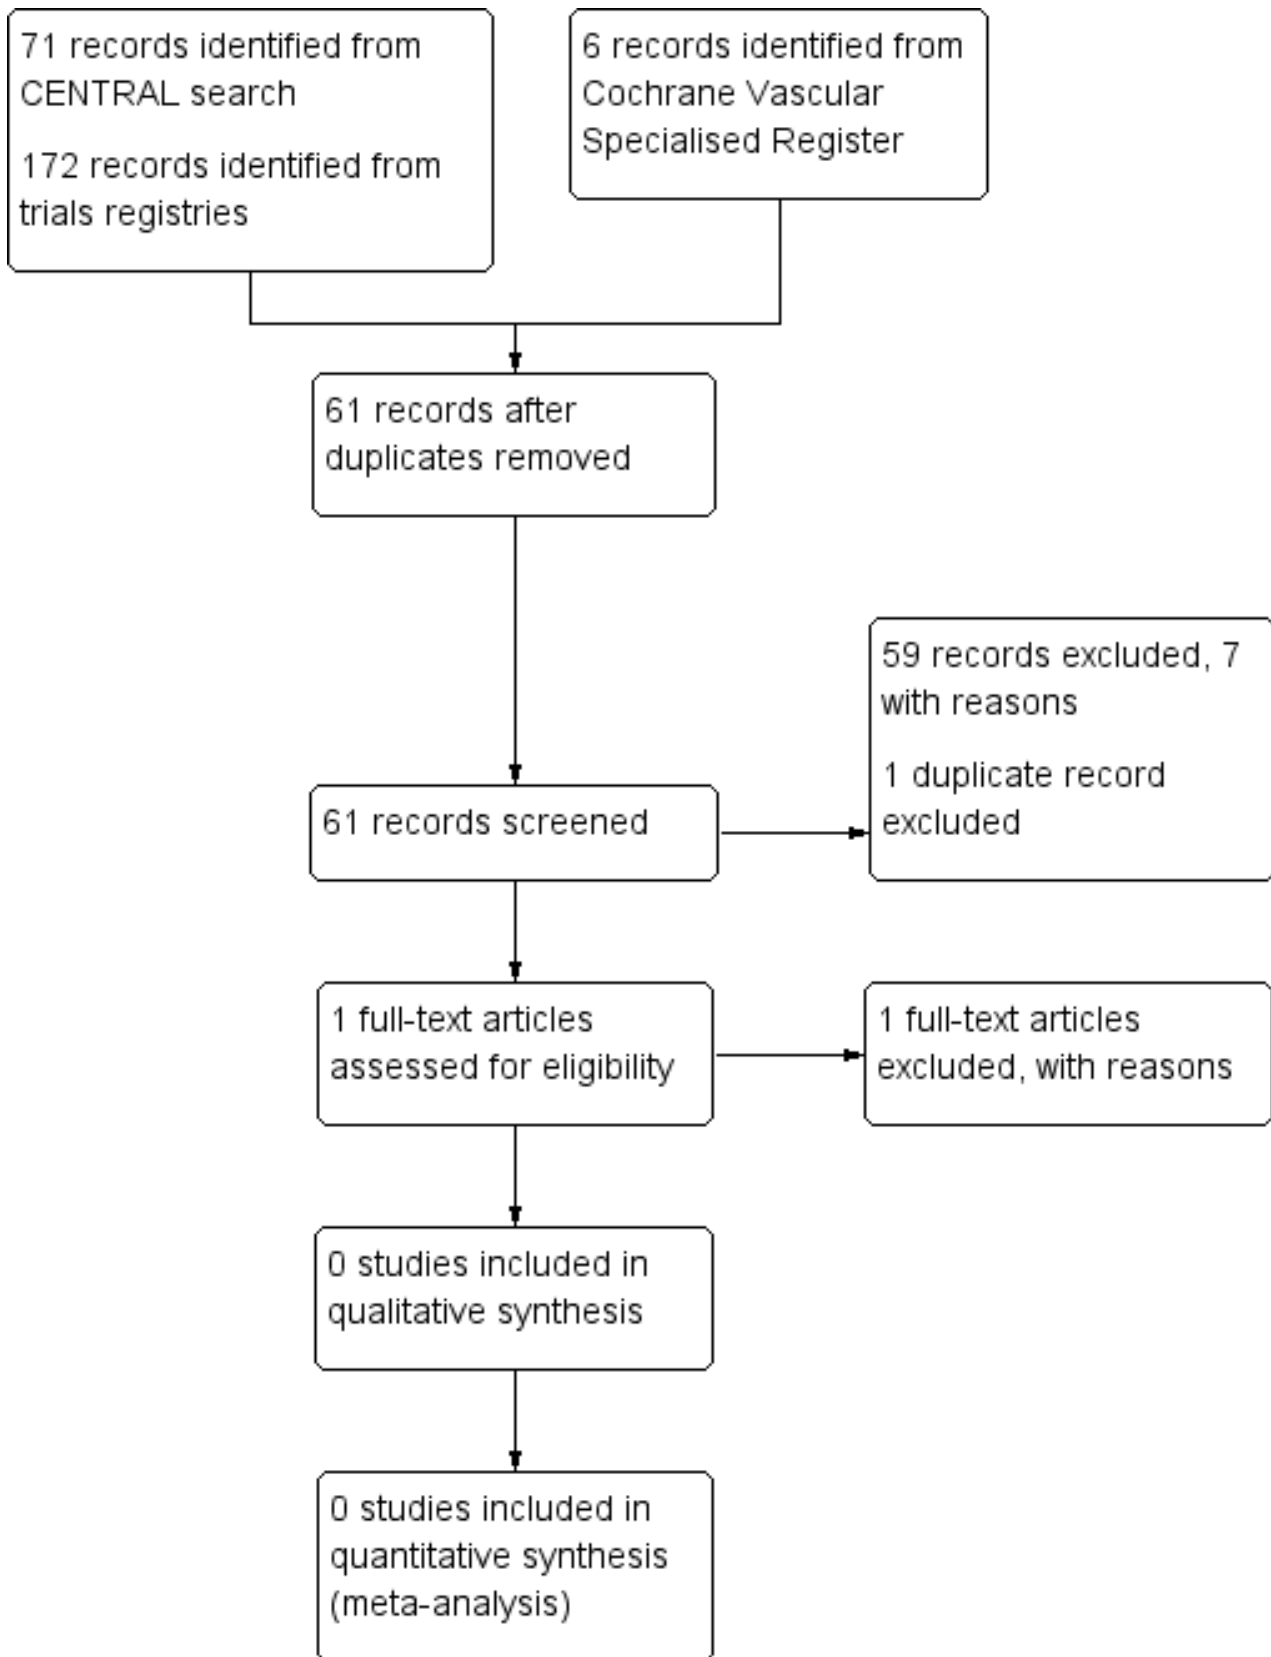 71 records identified from
CENTRAL search
172 records identified from
trials registries
6 records identified from
Cochrane Vascular
Specialised Register
61 records after
duplicates removed
61 records screened
59 records excluded, 7
with reasons
1 duplicate record
excluded
1 full-text articles
assessed for eligibility
1 full-text articles
excluded, with reasons
0 studies included in
qualitative synthesis
0 studies included in
quantitative synthesis
(meta-analysis)